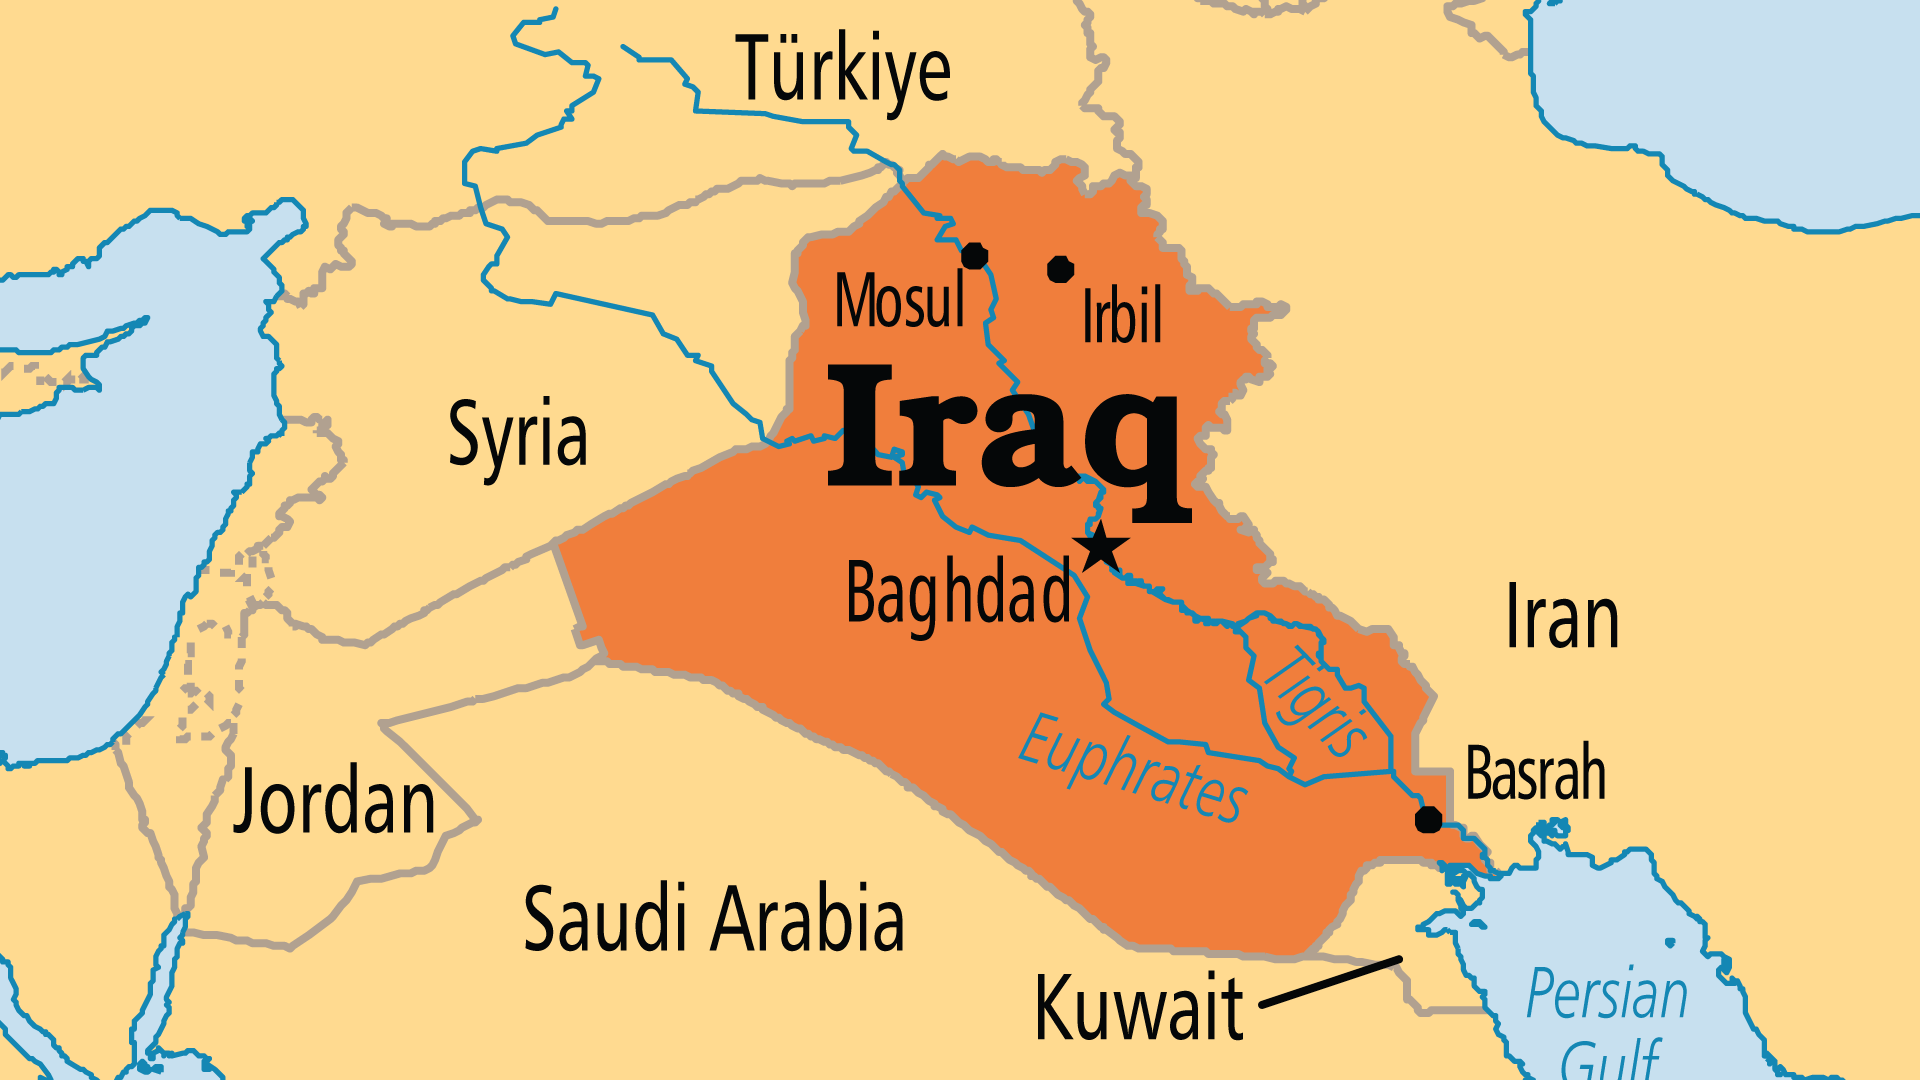 Türkiye
Mosul
Irbil
Iraq
Syria
Baghdad
Iran
Tigris
Euphrates
Basrah
Jordan
Saudi Arabia
Kuwait
Persian
Gulf